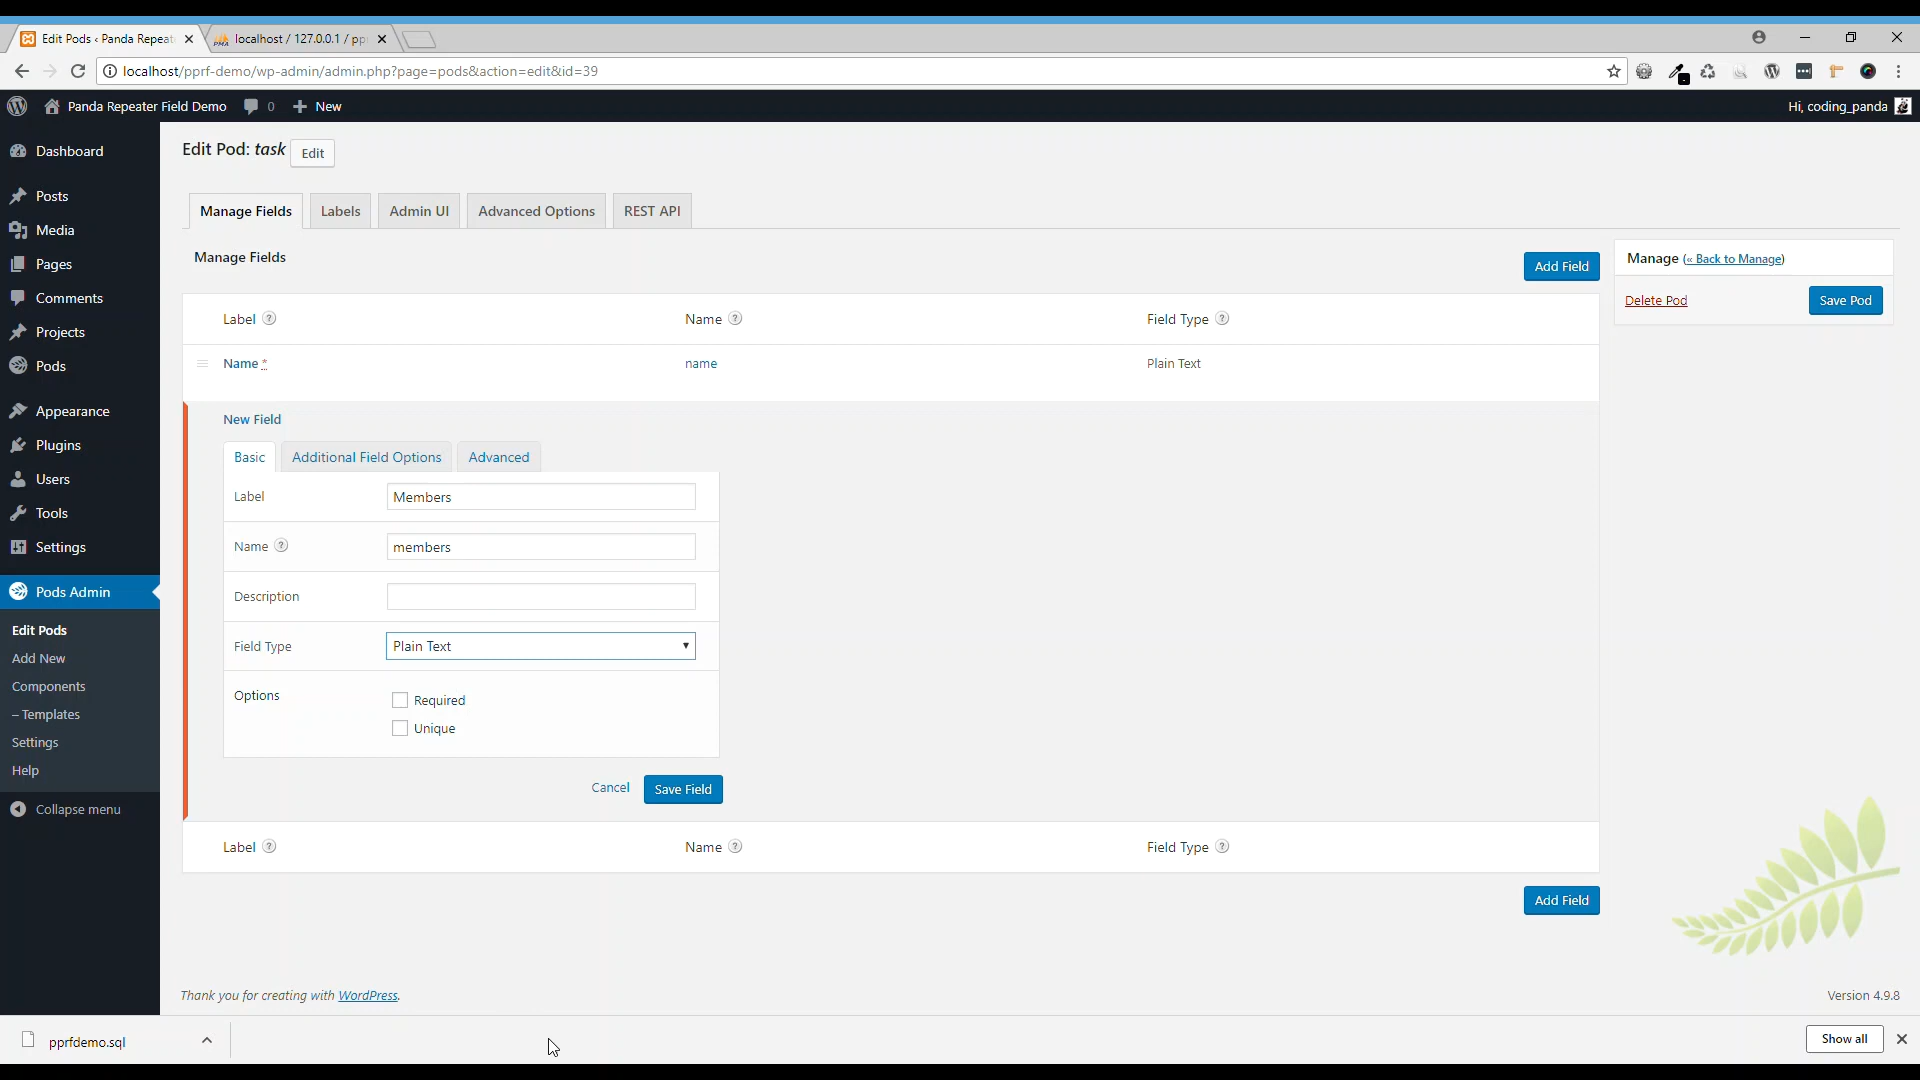 Edit Pods ‹ Panda Repeat
localhost / 127.0.0.1 / pp
localhost/pprf-demo/wp-admin/admin.php?page=pods&action=edit&id=39
Panda Repeater Field Demo 0 New
Hi, coding_panda
Dashboard
Posts
Media
Pages
Comments
Projects
Pods
Appearance
Plugins
Users
Tools
Settings
Pods Admin
Edit Pods
Add New
Components
– Templates
Settings
Help
Collapse menu
Edit Pod: task Edit
Manage Fields Labels Admin UI Advanced Options REST API
Manage Fields
Add Field
Label ? Name ? Field Type ?
Name * name Plain Text
New Field
Basic Additional Field Options Advanced
Label Members
Name ? members
Description
Field Type Plain Text
Options
Required
Unique
Cancel Save Field
Label ? Name ? Field Type ?
Add Field
Manage (« Back to Manage)
Delete Pod Save Pod
Thank you for creating with WordPress.
Version 4.9.8
pprfdemo.sql
Show all